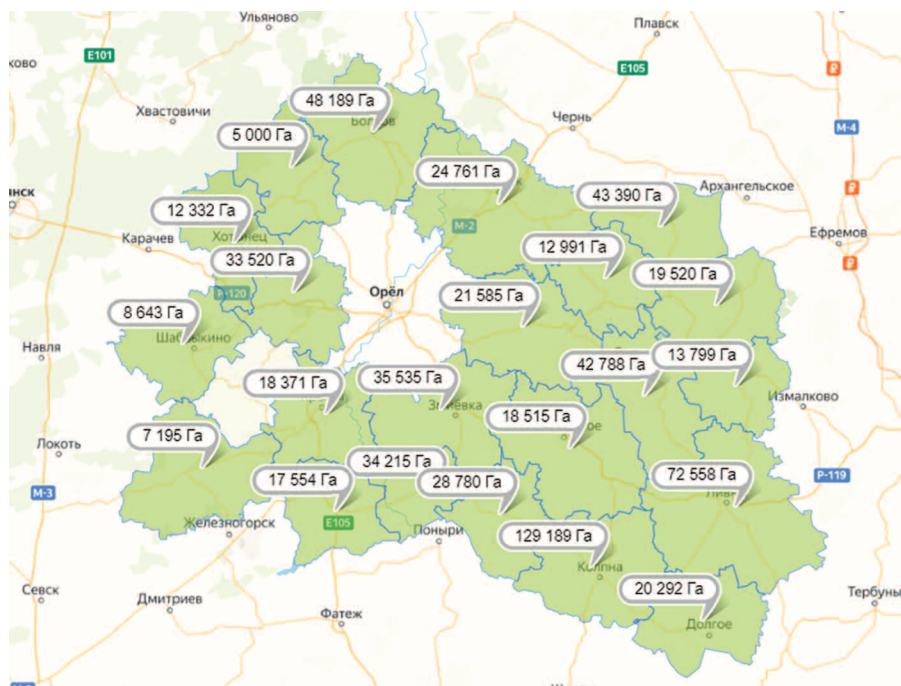 Ульяново
Плавск
E101
E105
Хвастовичи
48 189 Га
Чернь
М-4
5 000 Га
24 761 Га
43 390 Га
Архангельское
12 332 Га
М-2
Карачев
Хотынец
33 520 Га
12 991 Га
Ефремов
19 520 Га
Р-120
Орёл
21 585 Га
8 643 Га
Шаблыкино
Навля
42 788 Га
13 799 Га
18 371 Га
35 535 Га
Змиёвка
Измалково
18 515 Га
7 195 Га
Локоть
34 215 Га
17 554 Га
28 780 Га
72 558 Га
Р-119
М-3
Железногорск
E105
Поныри
129 189 Га
Колпна
Севск
Дмитриев
Фатеж
20 292 Га
Долгое
Тербуны